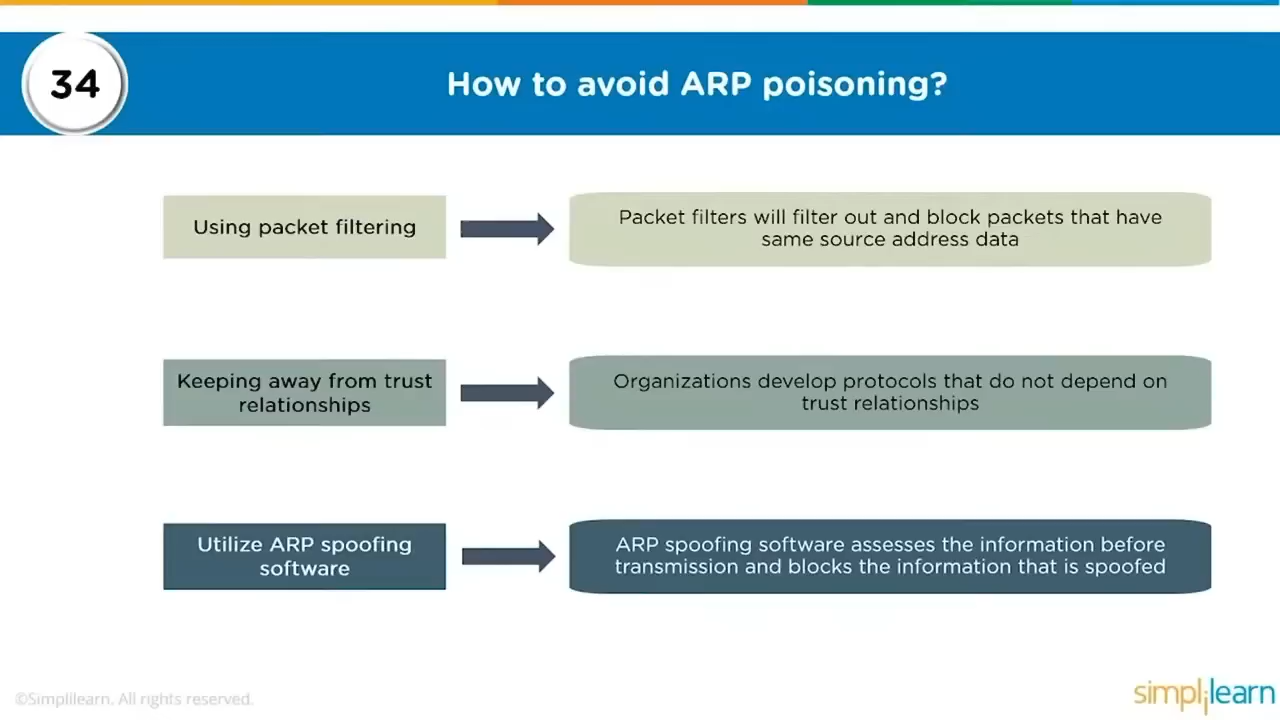 34
How to avoid ARP poisoning?
Using packet filtering
Packet filters will filter out and block packets that have
same source address data
Keeping away from trust
relationships
Organizations develop protocols that do not depend on
trust relationships
Utilize ARP spoofing
software
ARP spoofing software assesses the information before
transmission and blocks the information that is spoofed
©Simplilearn. All rights reserved.
simplilearn